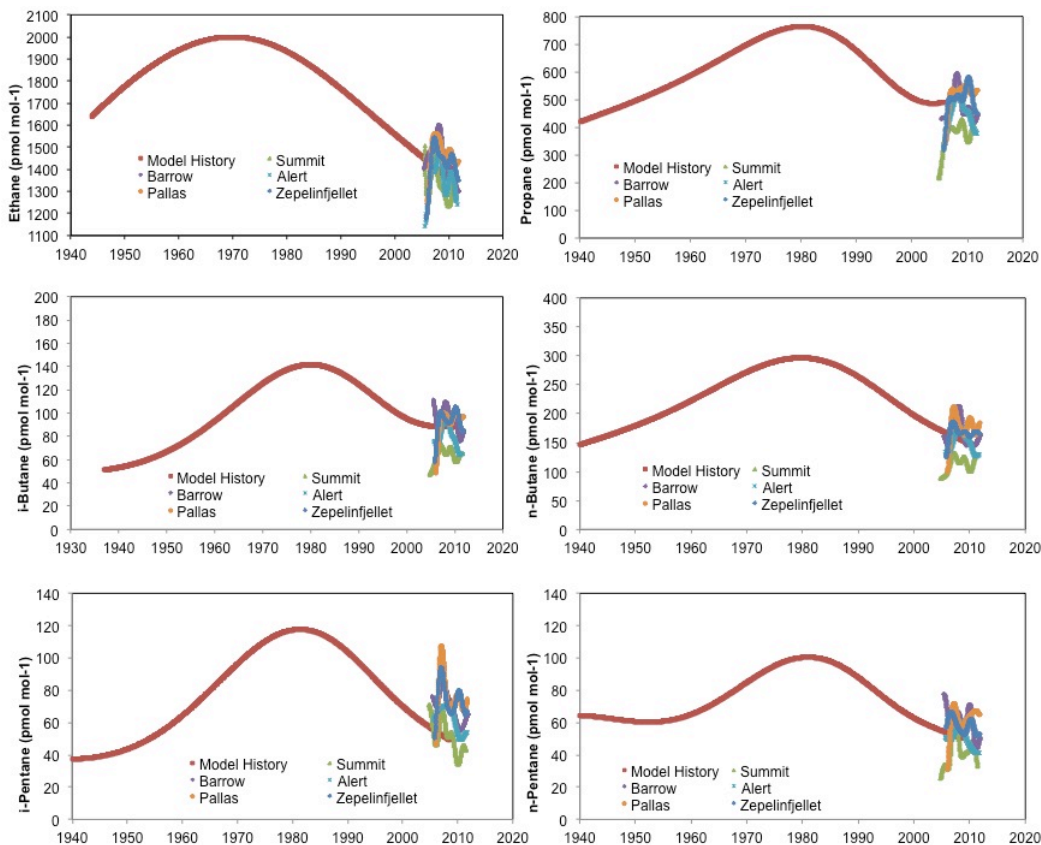 Ethane (pmol mol-1)
2100
2000
1900
1800
1700
1600
1500
1400
1300
1200
1100
Model History
Summit
Barrow
Alert
Pallas
Zepelinfjellet
1940 1950 1960 1970 1980 1990 2000 2010 2020
Propane (pmol mol-1)
800
700
600
500
400
300
200
100
0
Model History
Summit
Barrow
Alert
Pallas
Zepelinfjellet
1940 1950 1960 1970 1980 1990 2000 2010 2020
i-Butane (pmol mol-1)
200
180
160
140
120
100
80
60
40
20
0
Model History
Summit
Barrow
Alert
Pallas
Zepelinfjellet
1930 1940 1950 1960 1970 1980 1990 2000 2010 2020
n-Butane (pmol mol-1)
400
350
300
250
200
150
100
50
0
Model History
Summit
Barrow
Alert
Pallas
Zepelinfjellet
1940 1950 1960 1970 1980 1990 2000 2010 2020
i-Pentane (pmol mol-1)
140
120
100
80
60
40
20
0
Model History
Summit
Barrow
Alert
Pallas
Zepelinfjellet
1940 1950 1960 1970 1980 1990 2000 2010 2020
n-Pentane (pmol mol-1)
140
120
100
80
60
40
20
0
Model History
Summit
Barrow
Alert
Pallas
Zepelinfjellet
1940 1950 1960 1970 1980 1990 2000 2010 2020